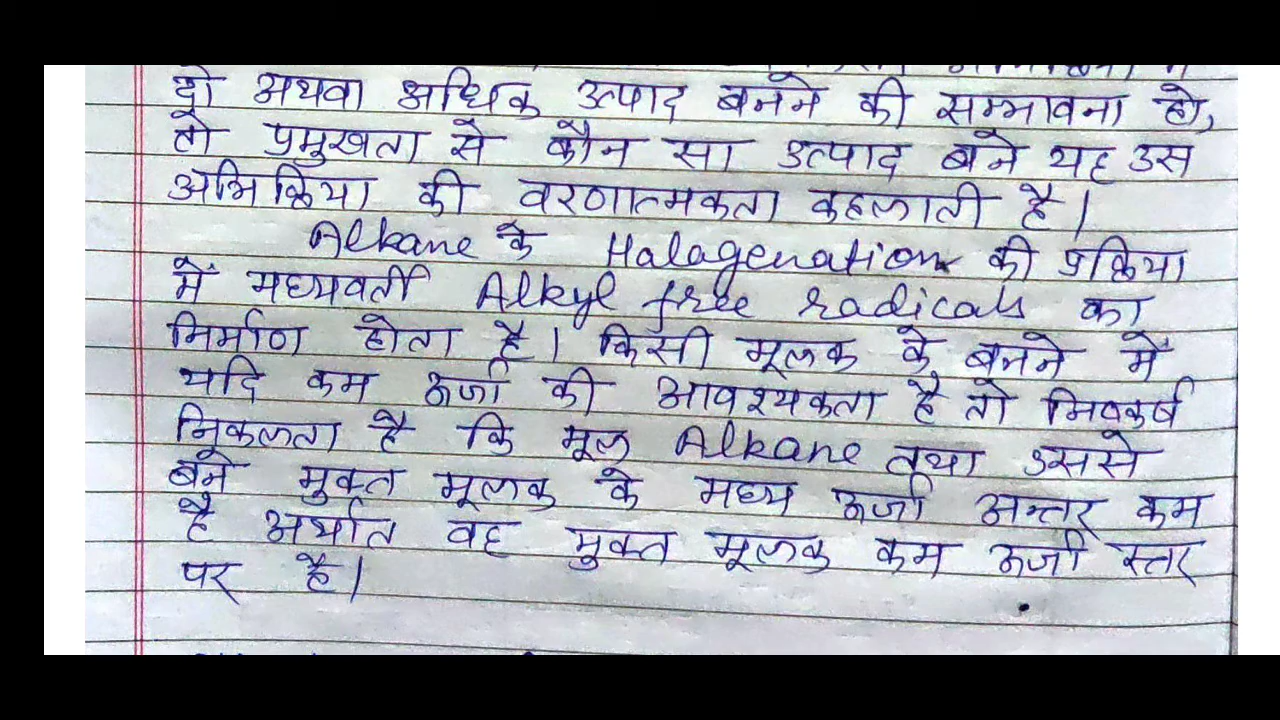 दो अथवा अधिक उत्पाद बनने की सम्भावना हो,
तो प्रमुखता से कौन सा उत्पाद बने यह उस
अभिक्रिया की वरणात्मकता कहलाती है।
Alkane के Halagenation की प्रक्रिया
में मध्यवर्ती Alkyl free radicals का
निर्माण होता है। किसी मूलक के बनने में
यदि कम ऊर्जा की आवश्यकता है तो निष्कर्ष
निकलता है कि मूल Alkane तथा उससे
बने मुक्त मूलक के मध्य ऊर्जा अन्तर कम
है अर्थात वह मुक्त मूलक कम ऊर्जा स्तर
पर है।